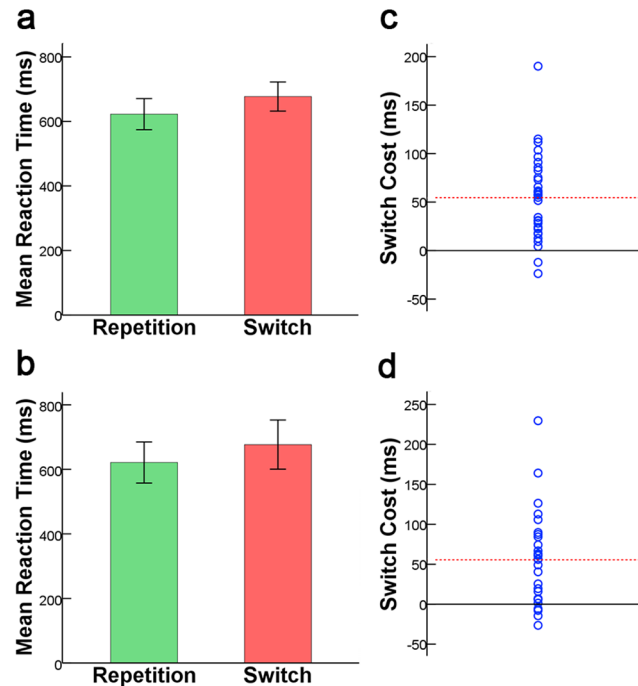 a
Mean Reaction Time (ms)
800
600
400
200
0
Repetition Switch
c
Switch Cost (ms)
200
150
100
50
0
-50
b
Mean Reaction Time (ms)
800
600
400
200
0
Repetition Switch
d
Switch Cost (ms)
250
200
150
100
50
0
-50